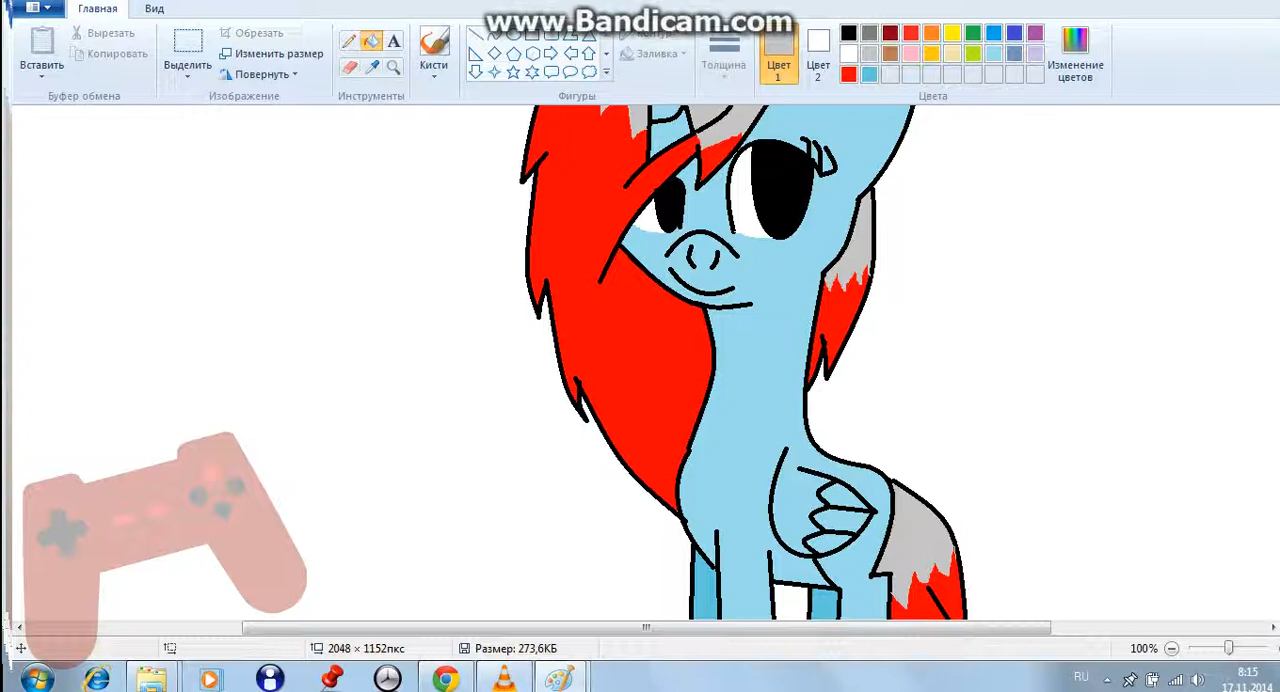 Главная Вид
www.Bandicam.com
Вырезать
Копировать
Вставить
Буфер обмена
Выделить
Обрезать
Изменить размер
Повернуть
Изображение
A
Инструменты
Кисти
Контур
Заливка
Фигуры
Толщина
Цвет
1
Цвет
2
Изменение
цветов
Цвета
2048 × 1152пкс
Размер: 273,6КБ
100%
RU
8:15
17.11.2014